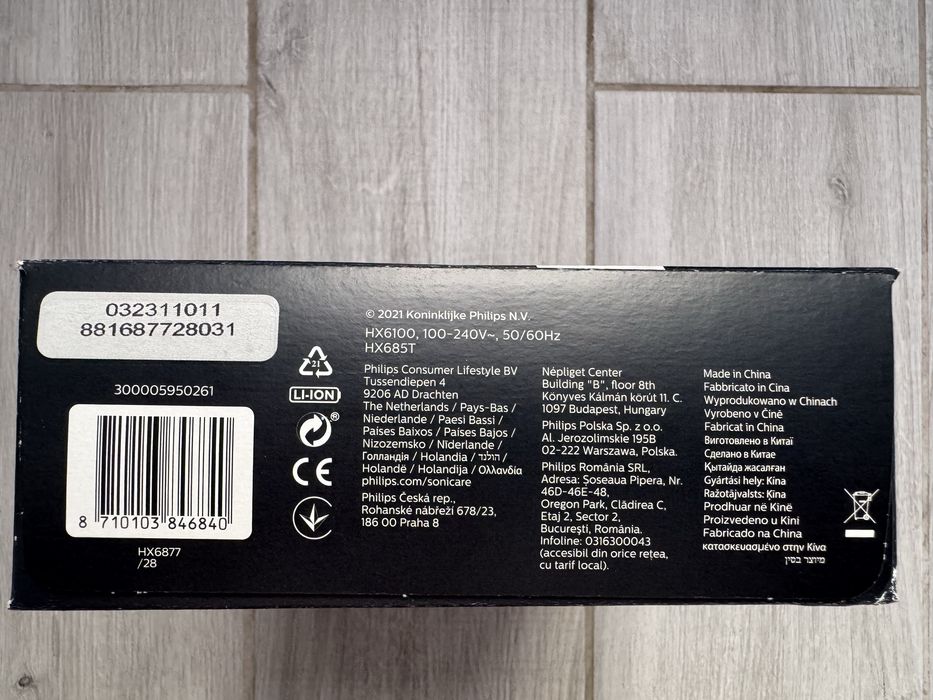 032311011
881687728031
300005950261
8 710103 846840
HX6877
/28
21
LI-ION
®
CE
© 2021 Koninklijke Philips N.V.
HX6100, 100-240V~, 50/60Hz
HX685T
Philips Consumer Lifestyle BV
Tussendiepen 4
9206 AD Drachten
The Netherlands / Pays-Bas /
Niederlande / Paesi Bassi /
Paises Baixos / Países Bajos /
Nizozemsko / Niderlande /
Голландія / Holandia / הולנד /
Holandë / Holandija / Ολλανδία
philips.com/sonicare
Philips Česká rep.,
Rohanské nábřeží 678/23,
186 00 Praha 8
Népliget Center
Building "B", floor 8th
Könyves Kálmán körút 11. C.
1097 Budapest, Hungary
Philips Polska Sp. z o.o.
Al. Jerozolimskie 195B
02-222 Warszawa, Polska.
Philips România SRL,
Adresa: Șoseaua Pipera, Nr.
46D-46E-48,
Oregon Park, Clădirea C,
Etaj 2, Sector 2,
București, România.
Infoline: 0316300043
(accesibil din orice rețea,
cu tarif local).
Made in China
Fabbricato in Cina
Wyprodukowano w Chinach
Vyrobeno v Číně
Fabricat în China
Виготовлено в Китаї
Сделано в Китае
Қытайда жасалған
Gyártási hely: Kína
Ražotājvalsts: Ķīna
Prodhuar në Kinë
Proizvedeno u Kini
Fabricado na China
κατασκευασμένο στην Κίνα
מיוצר בסין